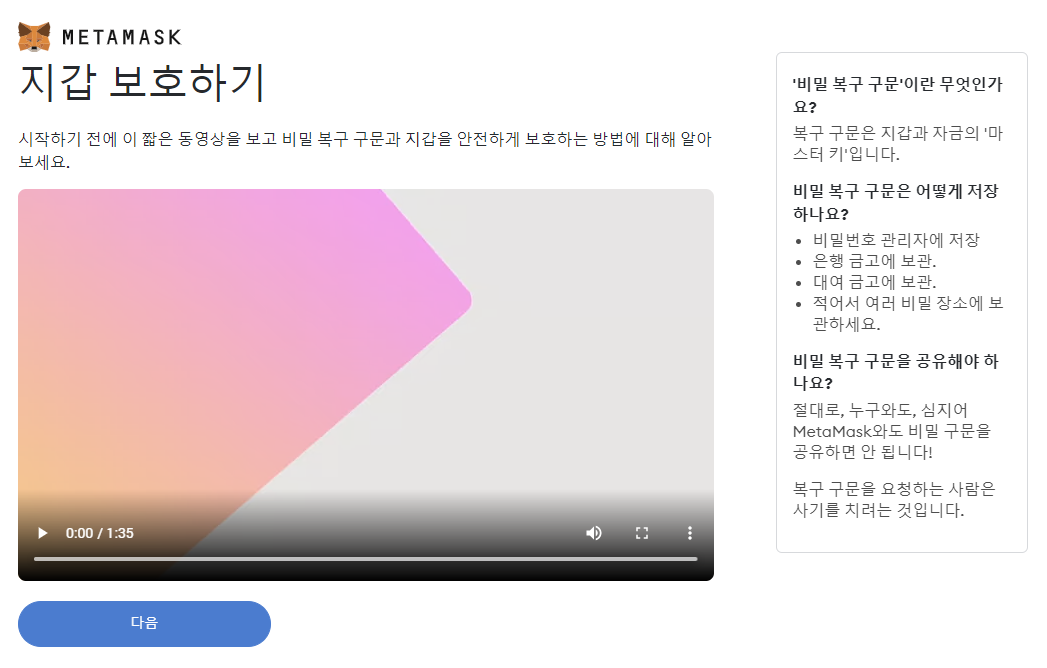 METAMASK
지갑 보호하기
시작하기 전에 이 짧은 동영상을 보고 비밀 복구 구문과 지갑을 안전하게 보호하는 방법에 대해 알아
보세요.
0:00 / 1:35
다음
'비밀 복구 구문'이란 무엇인가
요?
복구 구문은 지갑과 자금의 '마
스터 키'입니다.
비밀 복구 구문은 어떻게 저장
하나요?
• 비밀번호 관리자에 저장
• 은행 금고에 보관.
• 대여 금고에 보관.
• 적어서 여러 비밀 장소에 보
관하세요.
비밀 복구 구문을 공유해야 하
나요?
절대로, 누구와도, 심지어
MetaMask와도 비밀 구문을
공유하면 안 됩니다!
복구 구문을 요청하는 사람은
사기를 치려는 것입니다.